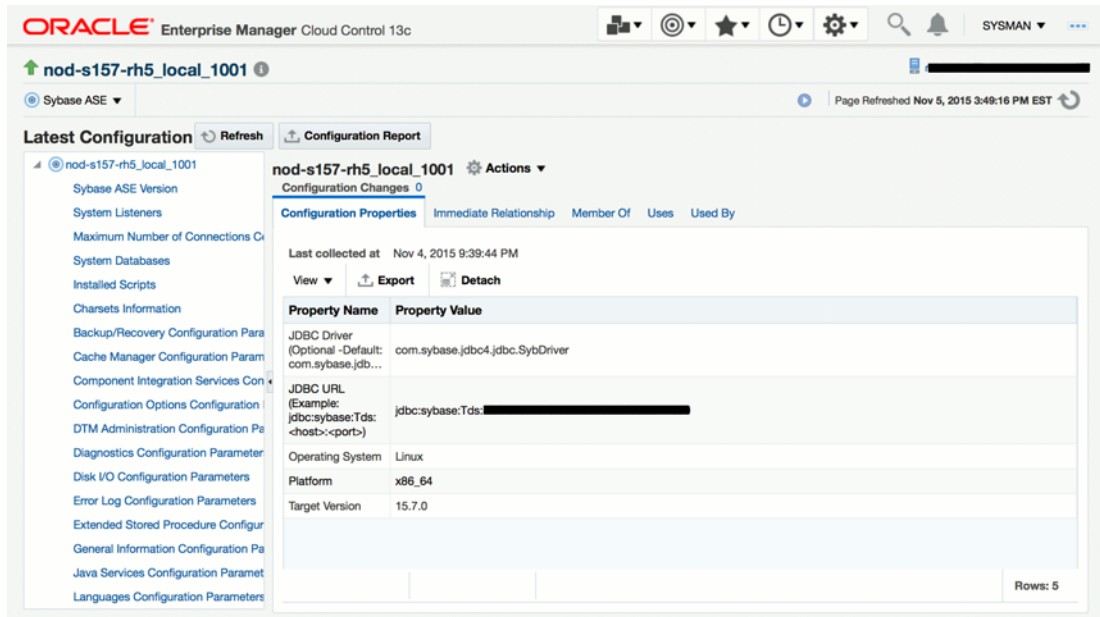 ORACLE Enterprise Manager Cloud Control 13c
SYSMAN
nod-s157-rh5_local_1001
Sybase ASE
Page Refreshed Nov 5, 2015 3:49:16 PM EST
Latest Configuration
Refresh
Configuration Report
nod-s157-rh5_local_1001
Sybase ASE Version
System Listeners
Maximum Number of Connections Co
System Databases
Installed Scripts
Charsets Information
Backup/Recovery Configuration Para
Cache Manager Configuration Param
Component Integration Services Con
Configuration Options Configuration
DTM Administration Configuration Pa
Diagnostics Configuration Parameter
Disk I/O Configuration Parameters
Error Log Configuration Parameters
Extended Stored Procedure Configur
General Information Configuration Pa
Java Services Configuration Paramet
Languages Configuration Parameters
nod-s157-rh5_local_1001
Actions
Configuration Changes 0
Configuration Properties
Immediate Relationship
Member Of
Uses
Used By
Last collected at Nov 4, 2015 9:39:44 PM
View
Export
Detach
Property Name
Property Value
JDBC Driver
(Optional -Default:
com.sybase.jdb...
com.sybase.jdbc4.jdbc.SybDriver
JDBC URL
(Example:
jdbc:sybase:Tds:
<host>:<port>)
jdbc:sybase:Tds:
Operating System
Linux
Platform
x86_64
Target Version
15.7.0
Rows: 5